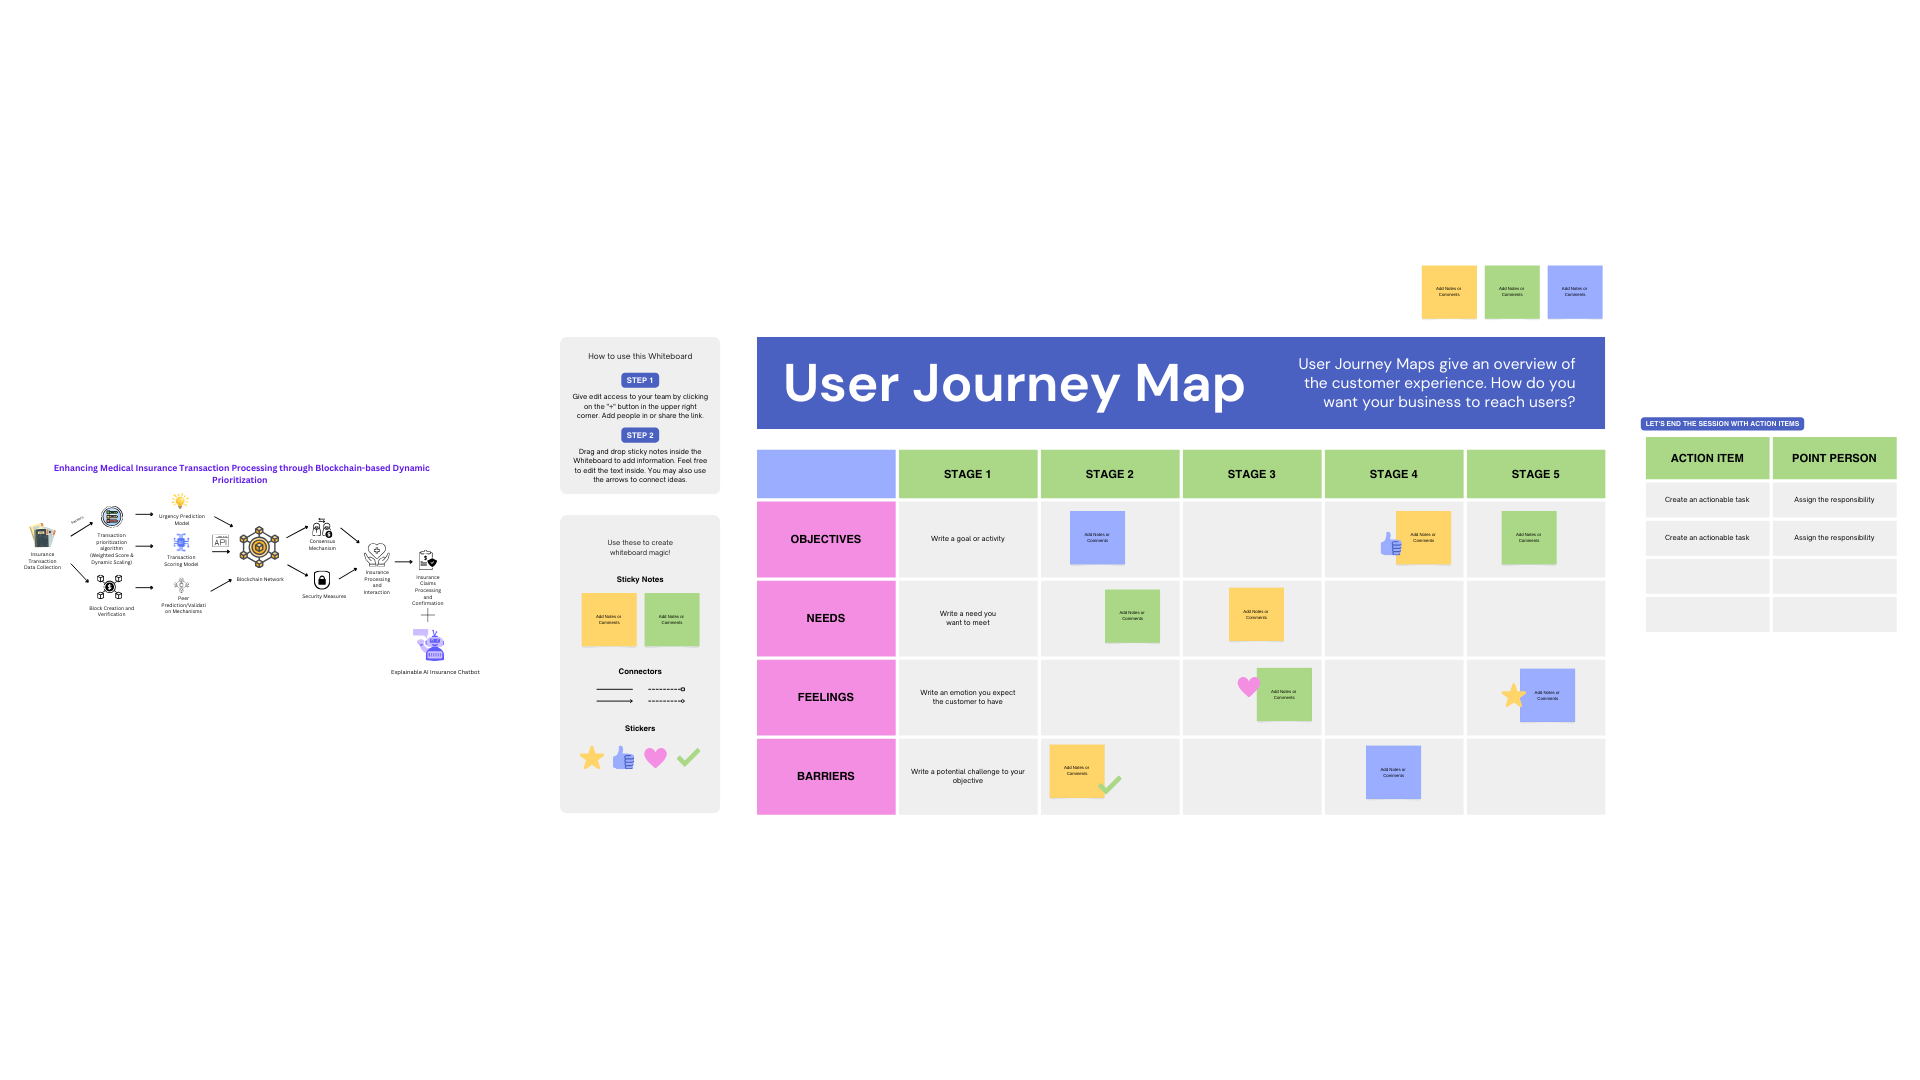 Enhancing Medical Insurance Transaction Processing through Blockchain-based Dynamic
Prioritization
Insurance
Transaction
Data Collection
Transaction
prioritization
algorithm
(Weighted Score &
Dynamic Scaling)
Block Creation and
Verification
Urgency Prediction
Model
Transaction
Scoring Model
Peer
Prediction/Validati
on Mechanisms
API
Blockchain Network
Consensus
Mechanism
Security Measures
Insurance
Processing
and
Interaction
Insurance
Claims
Processing
and
Confirmation
Explainable AI Insurance Chatbot
How to use this Whiteboard
STEP 1
Give edit access to your team by clicking
on the "+" button in the upper right
corner. Add people in or share the link.
STEP 2
Drag and drop sticky notes inside the
Whiteboard to add information. Feel free
to edit the text inside. You may also use
the arrows to connect ideas.
Use these to create
whiteboard magic!
Sticky Notes
Add Notes or
Comments
Add Notes or
Comments
Connectors
Stickers
Add Notes or
Comments
Add Notes or
Comments
Add Notes or
Comments
User Journey Map
User Journey Maps give an overview of
the customer experience. How do you
want your business to reach users?
STAGE 1
STAGE 2
STAGE 3
STAGE 4
STAGE 5
OBJECTIVES
Write a goal or activity
Add Notes or
Comments
Add Notes or
Comments
Add Notes or
Comments
NEEDS
Write a need you
want to meet
Add Notes or
Comments
Add Notes or
Comments
FEELINGS
Write an emotion you expect
the customer to have
Add Notes or
Comments
Add Notes or
Comments
BARRIERS
Write a potential challenge to your
objective
Add Notes or
Comments
Add Notes or
Comments
LET'S END THE SESSION WITH ACTION ITEMS
ACTION ITEM
POINT PERSON
Create an actionable task
Assign the responsibility
Create an actionable task
Assign the responsibility